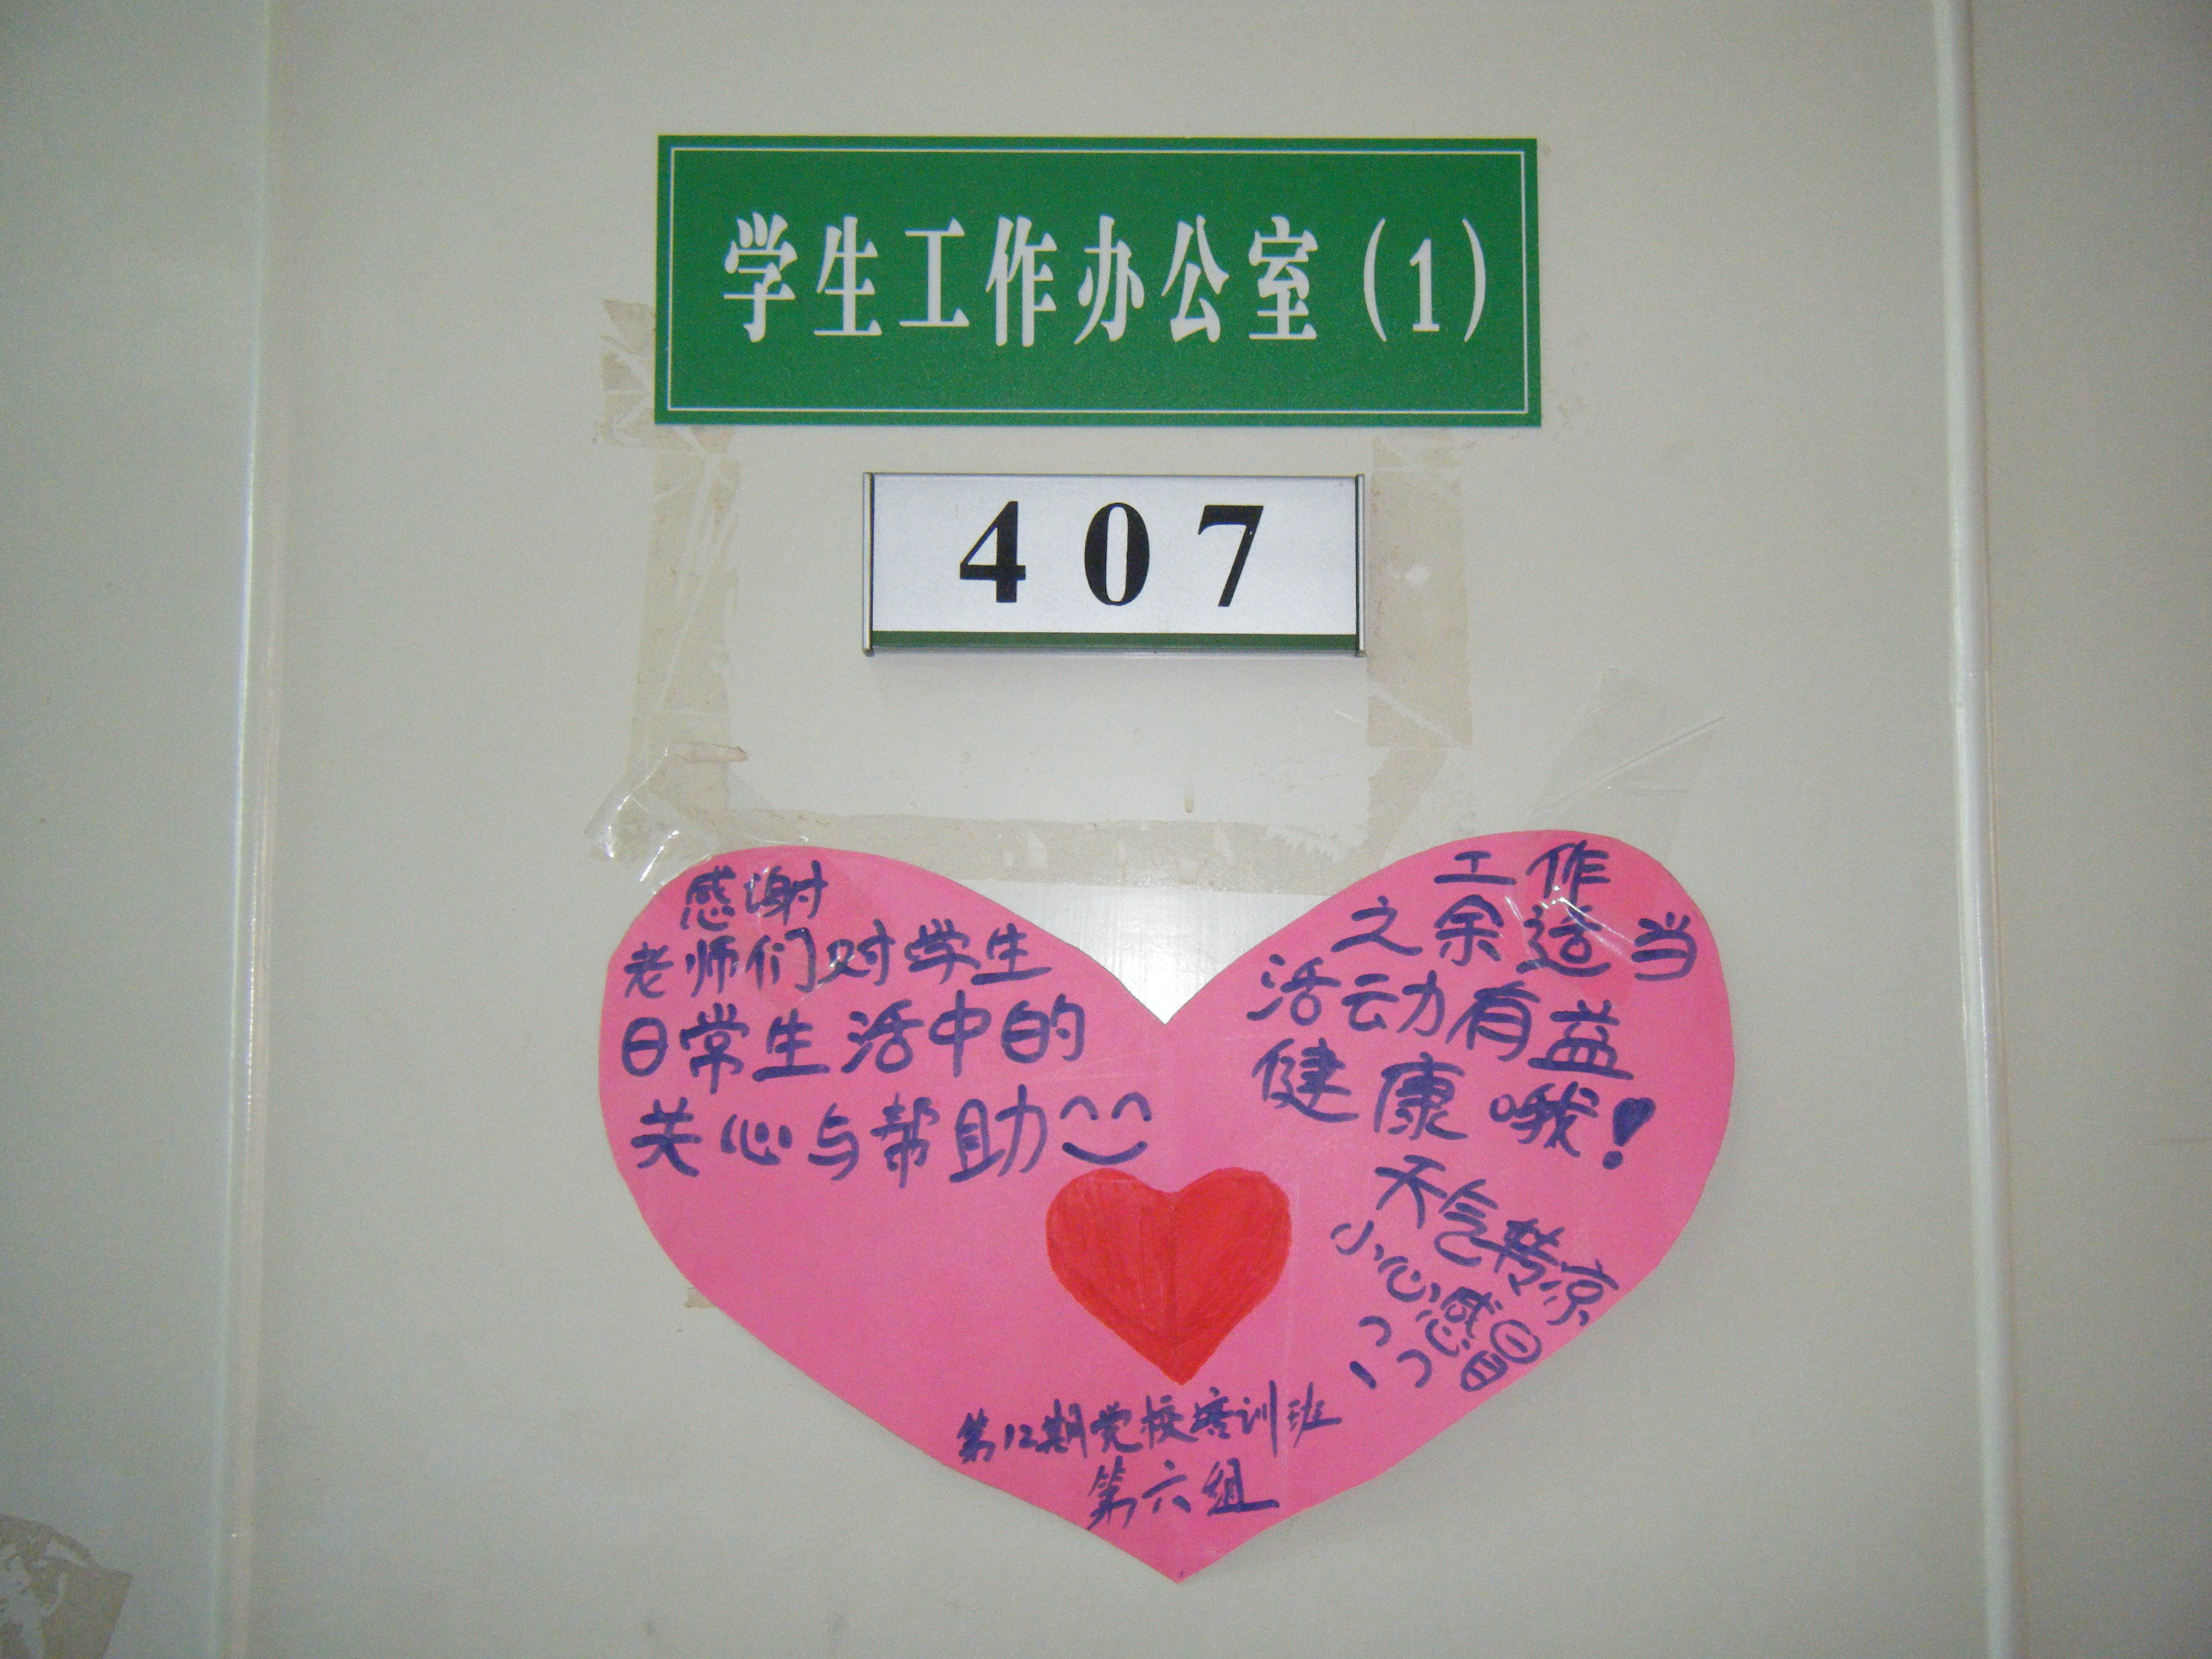 学生工作办公室（1）
407
感谢
老师们对学生
日常生活中的
关心与帮助
工作
之余适当
活动有益
健康哦！
天气转凉
小心感冒
第12期党校培训班
第六组